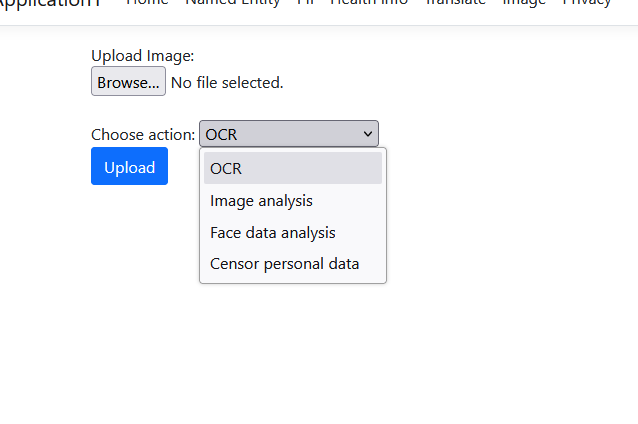 Application1 Home Named Entity PII Health Info Translate Image Privacy
Upload Image:
Browse... No file selected.
Choose action: OCR
Upload
OCR
Image analysis
Face data analysis
Censor personal data